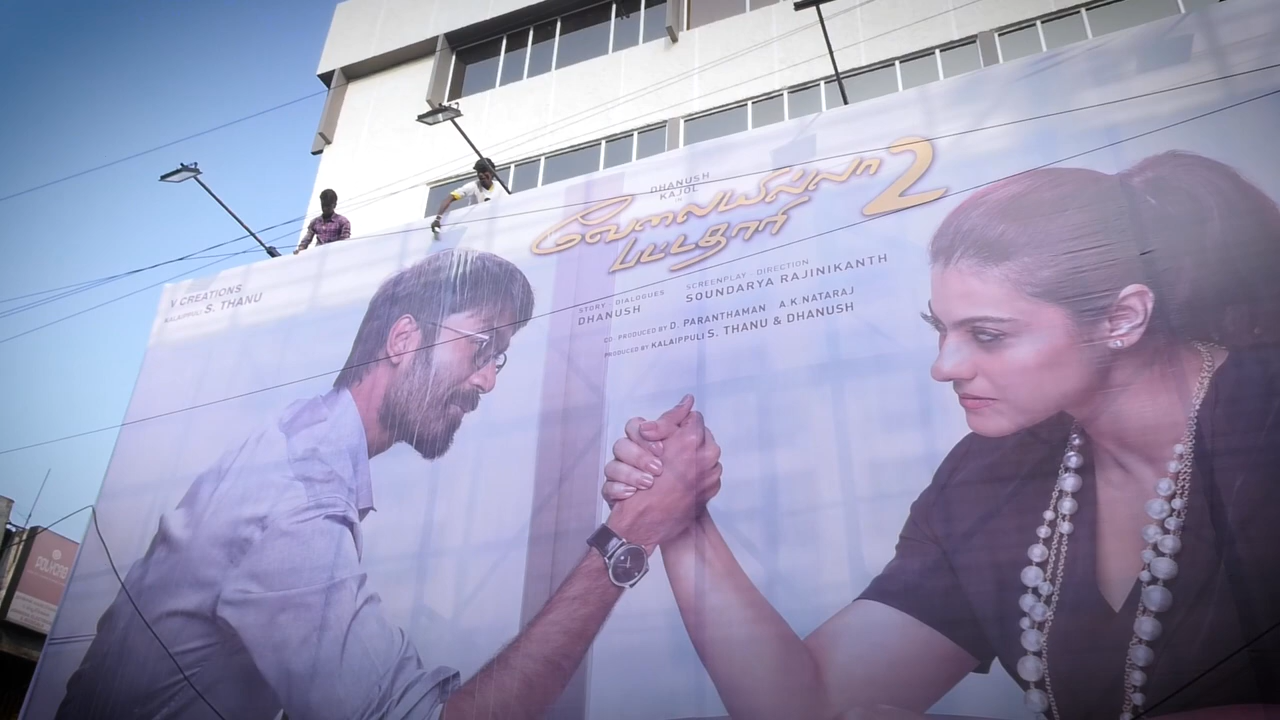 V CREATIONS
KALAIPPULI S. THANU
DHANUSH
KAJOL
IN
வேலையில்லா
பட்டதாரி 2
STORY - DIALOGUES
DHANUSH
SCREENPLAY - DIRECTION
SOUNDARYA RAJINIKANTH
CO PRODUCED BY D. PARANTHAMAN A.K.NATARAJ
PRODUCED BY KALAIPPULI S. THANU & DHANUSH